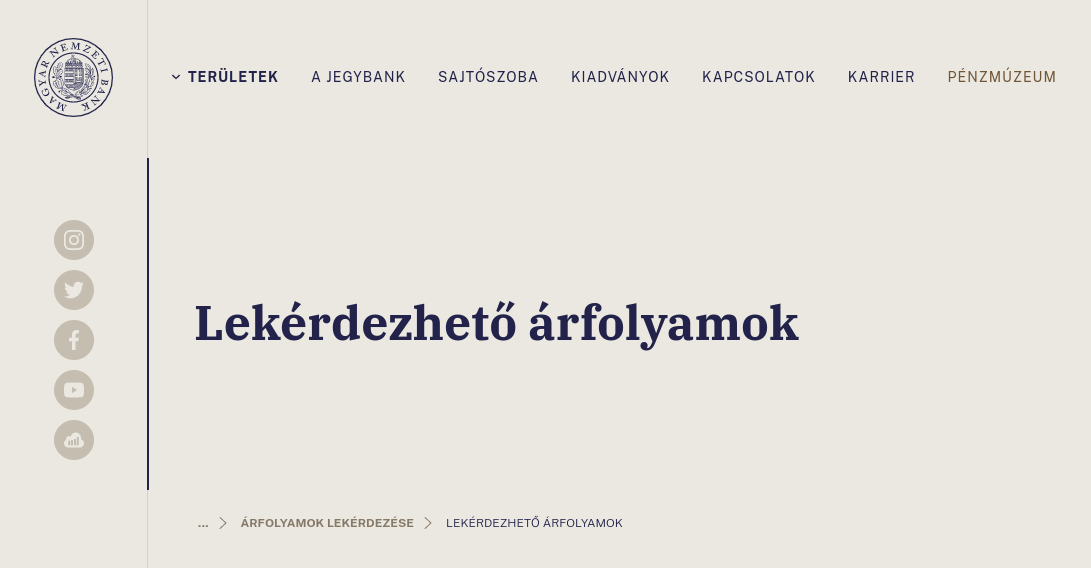 MAGYAR NEMZETI BANK
TERÜLETEK A JEGYBANK SAJTÓSZOBA KIADVÁNYOK KAPCSOLATOK KARRIER PÉNZMÚZEUM
Lekérdezhető árfolyamok
... ÁRFOLYAMOK LEKÉRDEZÉSE LEKÉRDEZHETŐ ÁRFOLYAMOK